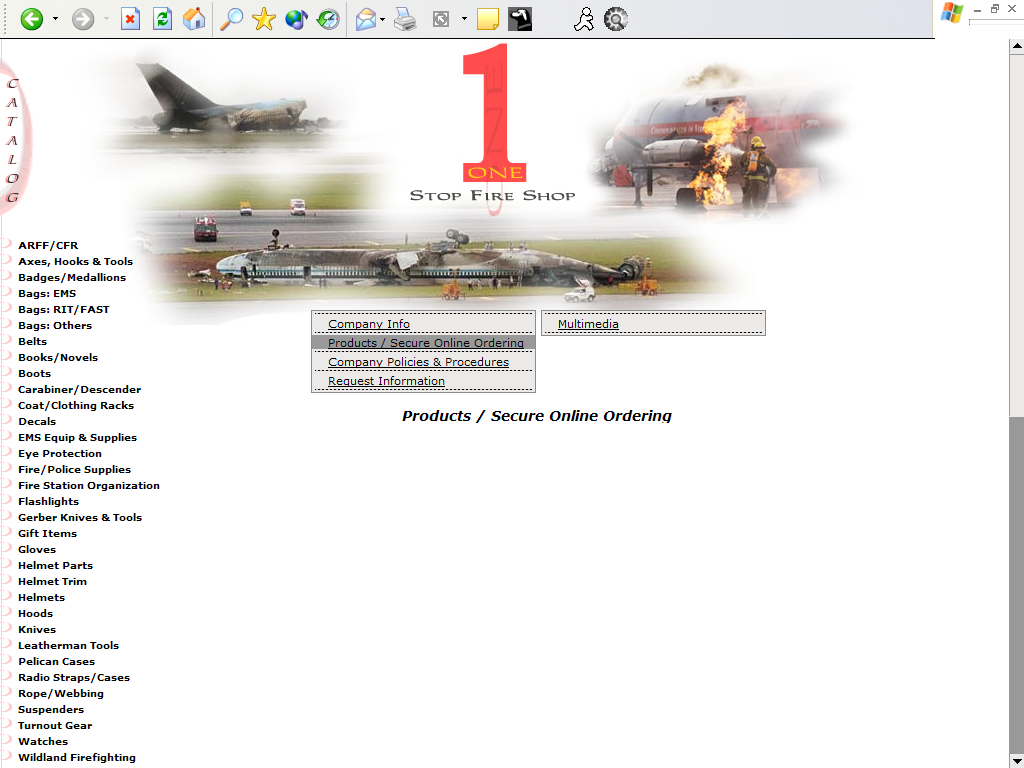 C
A
T
A
L
O
G
ONE
STOP FIRE SHOP
ARFF/CFR
Axes, Hooks & Tools
Badges/Medallions
Bags: EMS
Bags: RIT/FAST
Bags: Others
Belts
Books/Novels
Boots
Carabiner/Descender
Coat/Clothing Racks
Decals
EMS Equip & Supplies
Eye Protection
Fire/Police Supplies
Fire Station Organization
Flashlights
Gerber Knives & Tools
Gift Items
Gloves
Helmet Parts
Helmet Trim
Helmets
Hoods
Knives
Leatherman Tools
Pelican Cases
Radio Straps/Cases
Rope/Webbing
Suspenders
Turnout Gear
Watches
Wildland Firefighting
Company Info
Products / Secure Online Ordering
Company Policies & Procedures
Request Information
Multimedia
Products / Secure Online Ordering